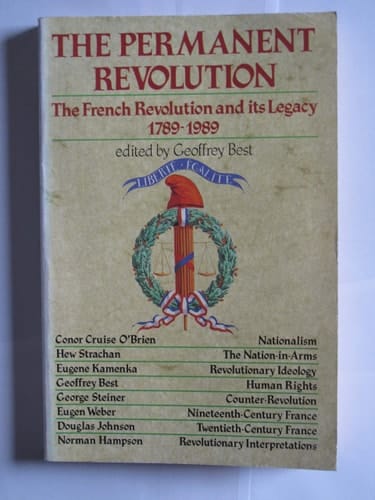 THE PERMANENT
REVOLUTION
The French Revolution and its Legacy
1789-1989
edited by Geoffrey Best
LIBERTE · EGALITE
Conor Cruise O'Brien Nationalism
Hew Strachan The Nation-in-Arms
Eugene Kamenka Revolutionary Ideology
Geoffrey Best Human Rights
George Steiner Counter-Revolution
Eugen Weber Nineteenth-Century France
Douglas Johnson Twentieth-Century France
Norman Hampson Revolutionary Interpretations